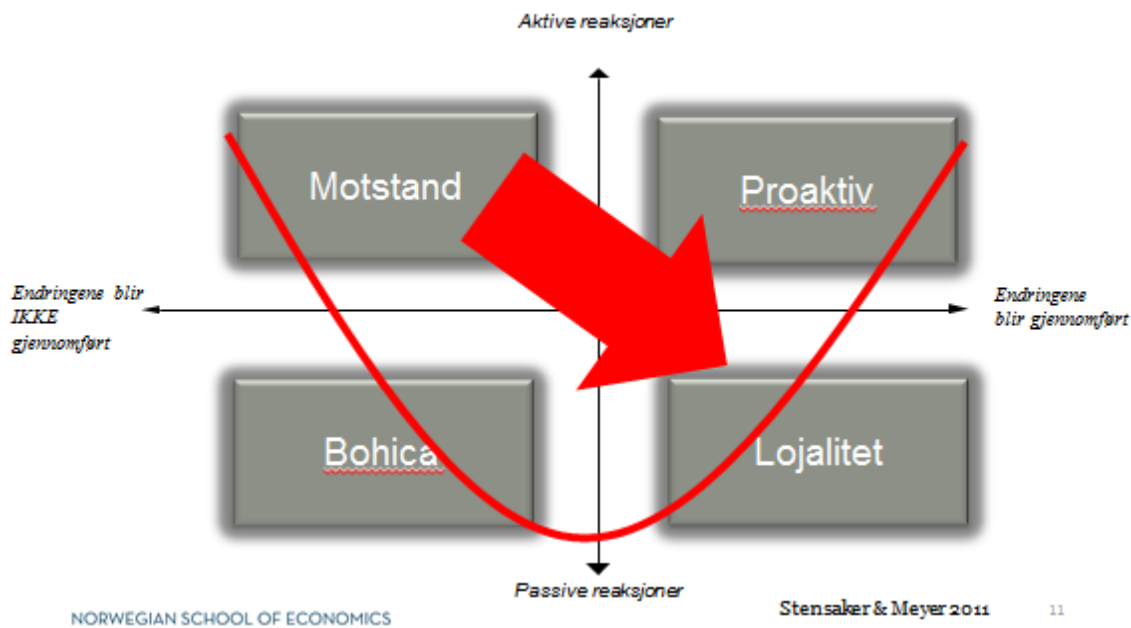 Aktive reaksjoner
Motstand
Proaktiv
Endringene blir
IKKE
gjennomført
Endringene
blir gjennomført
Bohica
Lojalitet
Passive reaksjoner
NORWEGIAN SCHOOL OF ECONOMICS
Stensaker & Meyer 2011
11